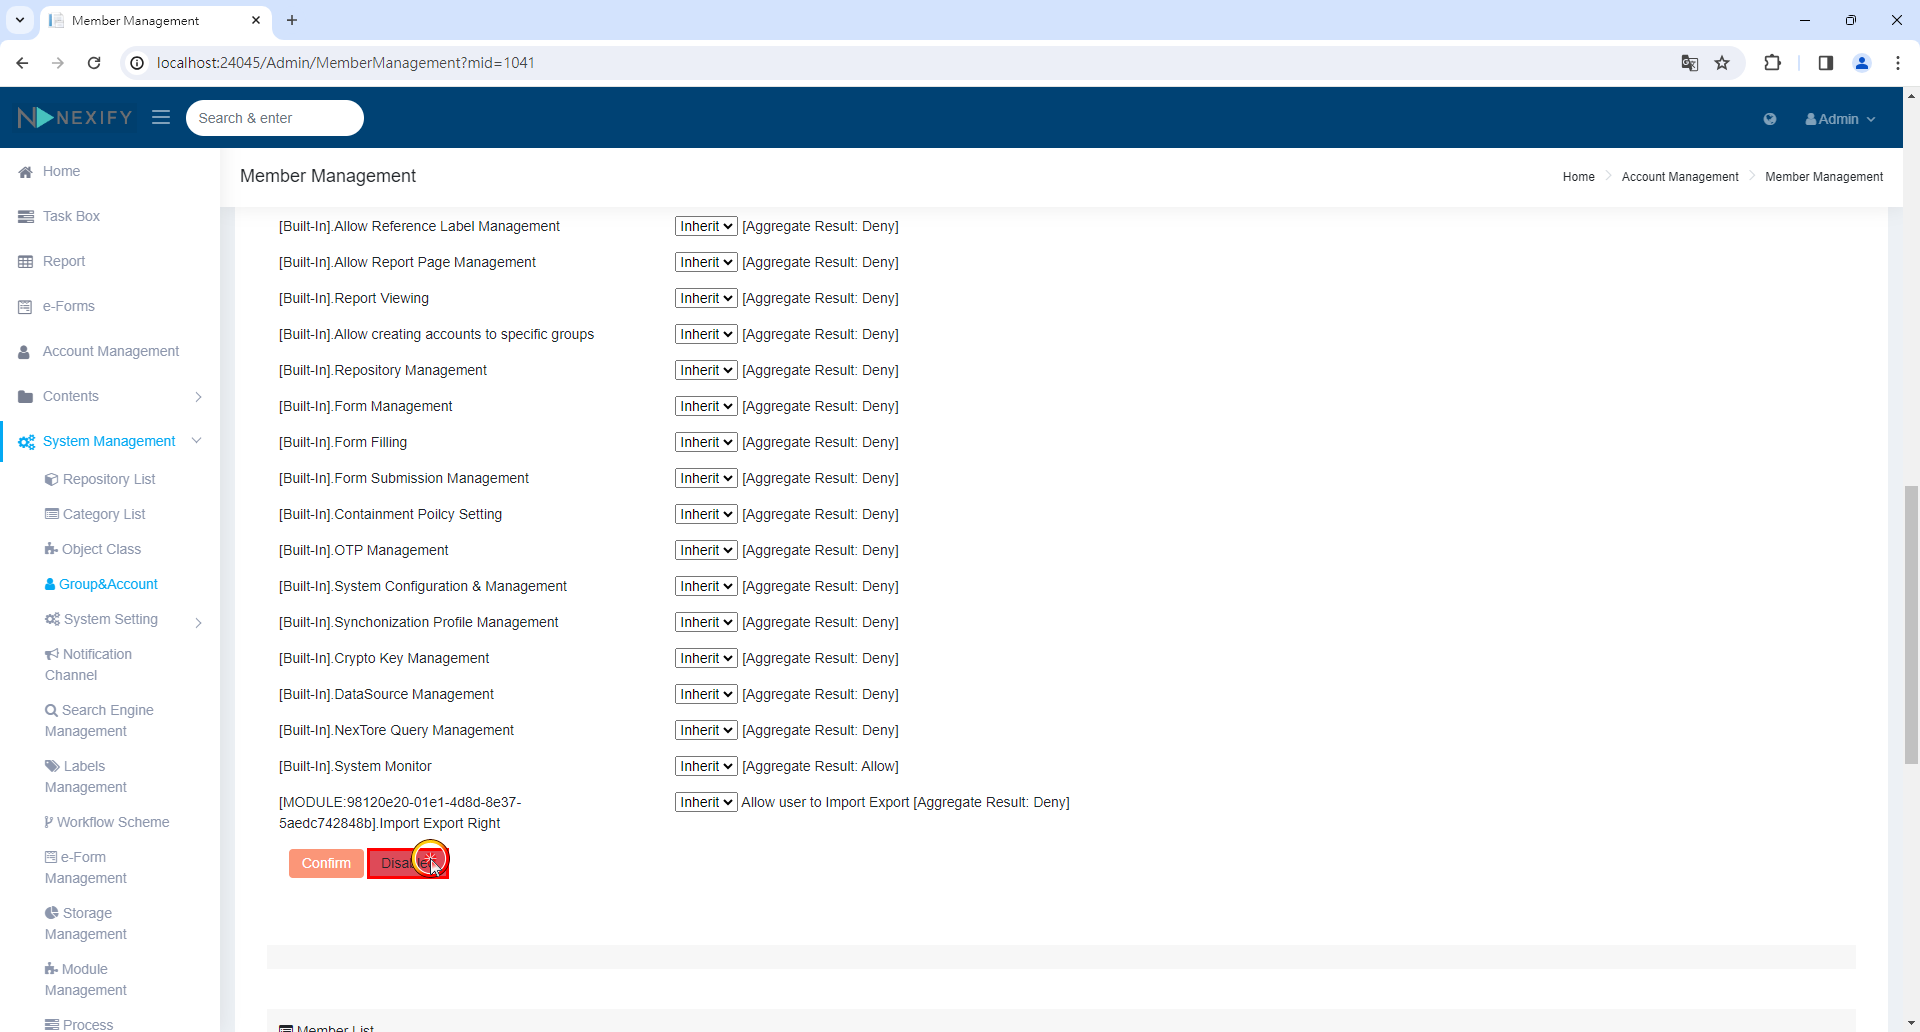 Member Management
localhost:24045/Admin/MemberManagement?mid=1041
NEXIFY
Search & enter
Admin
Home
Task Box
Report
e-Forms
Account Management
Contents
System Management
Repository List
Category List
Object Class
Group&Account
System Setting
Notification
Channel
Search Engine
Management
Labels
Management
Workflow Scheme
e-Form
Management
Storage
Management
Module
Management
Process
Member Management
Home
Account Management
Member Management
[Built-In].Allow Reference Label Management Inherit [Aggregate Result: Deny]
[Built-In].Allow Report Page Management Inherit [Aggregate Result: Deny]
[Built-In].Report Viewing Inherit [Aggregate Result: Deny]
[Built-In].Allow creating accounts to specific groups Inherit [Aggregate Result: Deny]
[Built-In].Repository Management Inherit [Aggregate Result: Deny]
[Built-In].Form Management Inherit [Aggregate Result: Deny]
[Built-In].Form Filling Inherit [Aggregate Result: Deny]
[Built-In].Form Submission Management Inherit [Aggregate Result: Deny]
[Built-In].Containment Poilcy Setting Inherit [Aggregate Result: Deny]
[Built-In].OTP Management Inherit [Aggregate Result: Deny]
[Built-In].System Configuration & Management Inherit [Aggregate Result: Deny]
[Built-In].Synchonization Profile Management Inherit [Aggregate Result: Deny]
[Built-In].Crypto Key Management Inherit [Aggregate Result: Deny]
[Built-In].DataSource Management Inherit [Aggregate Result: Deny]
[Built-In].NexTore Query Management Inherit [Aggregate Result: Deny]
[Built-In].System Monitor Inherit [Aggregate Result: Allow]
[MODULE:98120e20-01e1-4d8d-8e37- Inherit Allow user to Import Export [Aggregate Result: Deny]
5aedc742848b].Import Export Right
Confirm
Member List